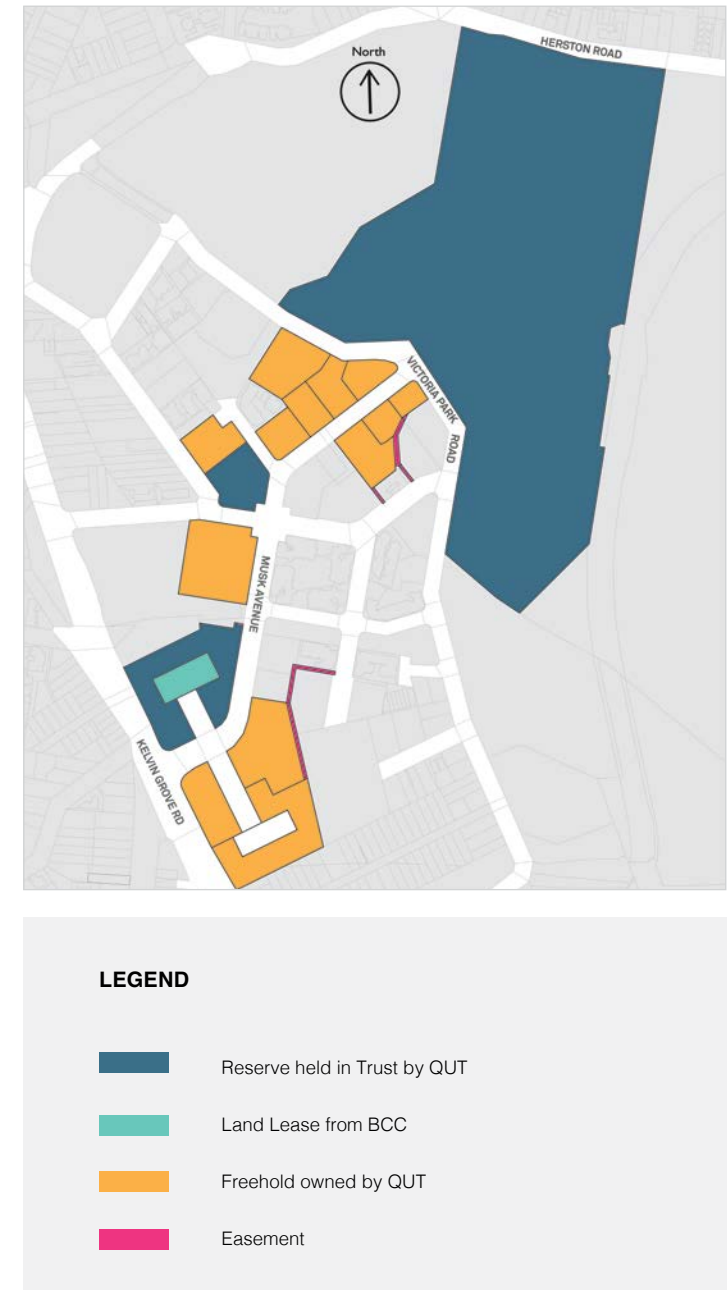 North
HERSTON ROAD
VICTORIA PARK
ROAD
MUSK AVENUE
KELVIN GROVE RD
LEGEND
Reserve held in Trust by QUT
Land Lease from BCC
Freehold owned by QUT
Easement